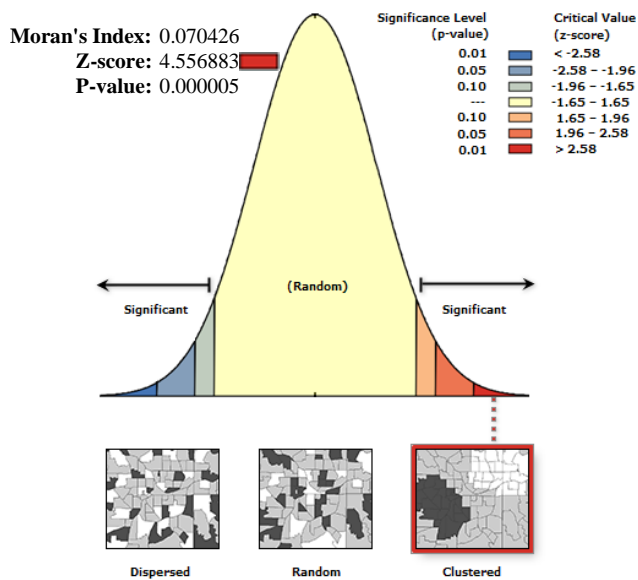 Moran's Index: 0.070426
Z-score: 4.556883
P-value: 0.000005
Significance Level Critical Value
(p-value) (z-score)
0.01 < -2.58
0.05 -2.58 – -1.96
0.10 -1.96 – -1.65
--- -1.65 – 1.65
0.10 1.65 – 1.96
0.05 1.96 – 2.58
0.01 > 2.58
(Random)
Significant Significant
Dispersed Random Clustered